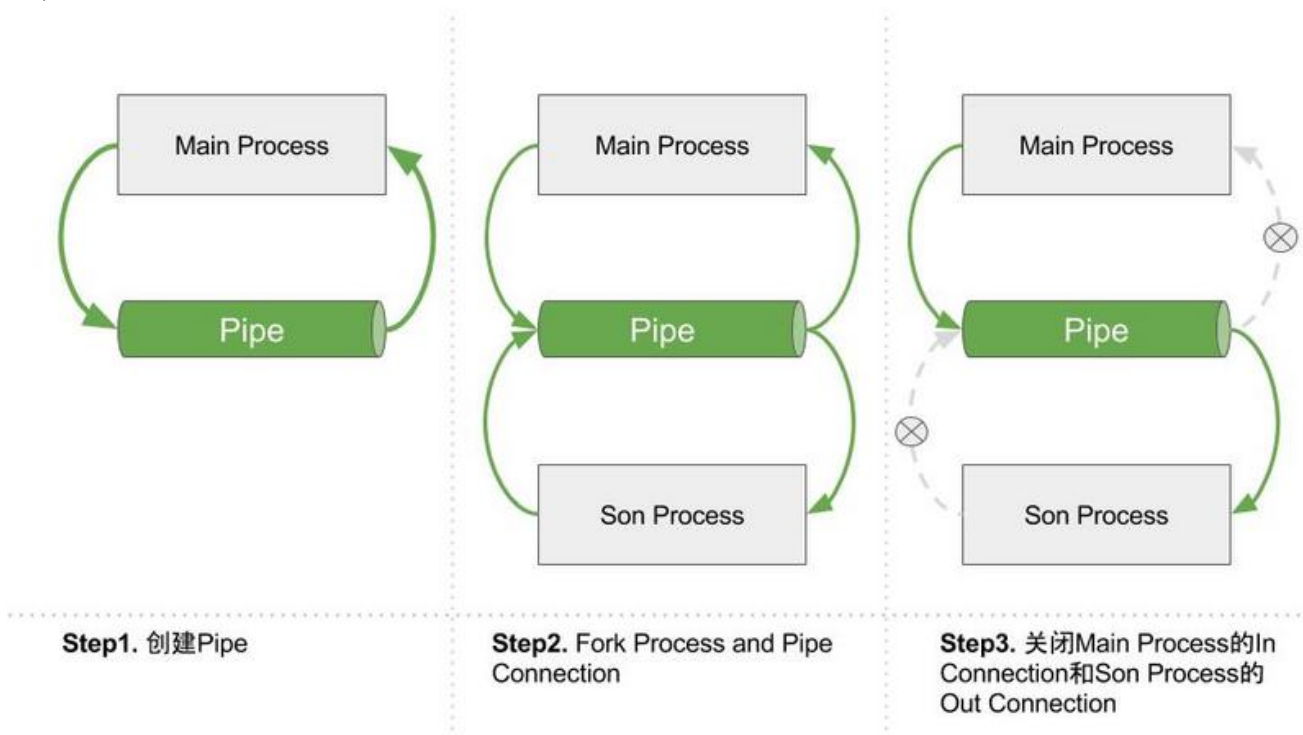 Main Process
Pipe
Main Process
Pipe
Son Process
Main Process
Pipe
Son Process
Step1. 创建Pipe
Step2. Fork Process and Pipe
Connection
Step3. 关闭Main Process的In
Connection和Son Process的
Out Connection